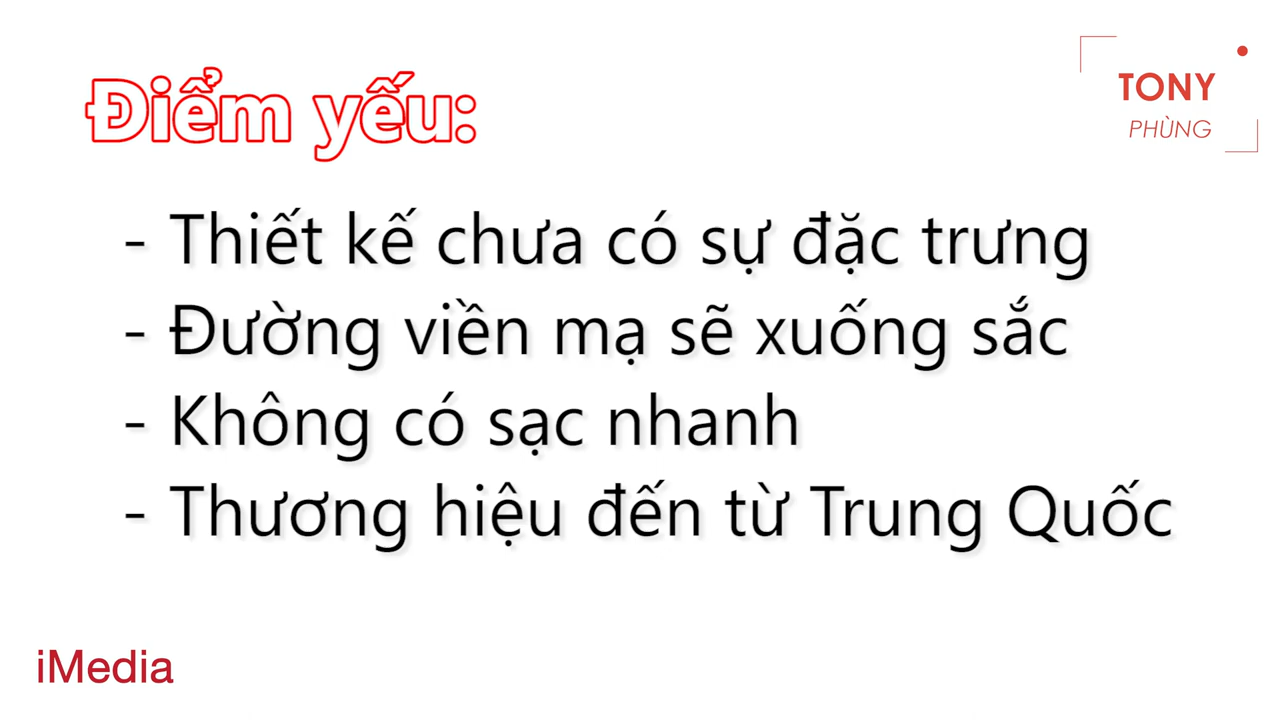 Điểm yếu:
TONY
PHÙNG
- Thiết kế chưa có sự đặc trưng
- Đường viền mạ sẽ xuống sắc
- Không có sạc nhanh
- Thương hiệu đến từ Trung Quốc
iMedia